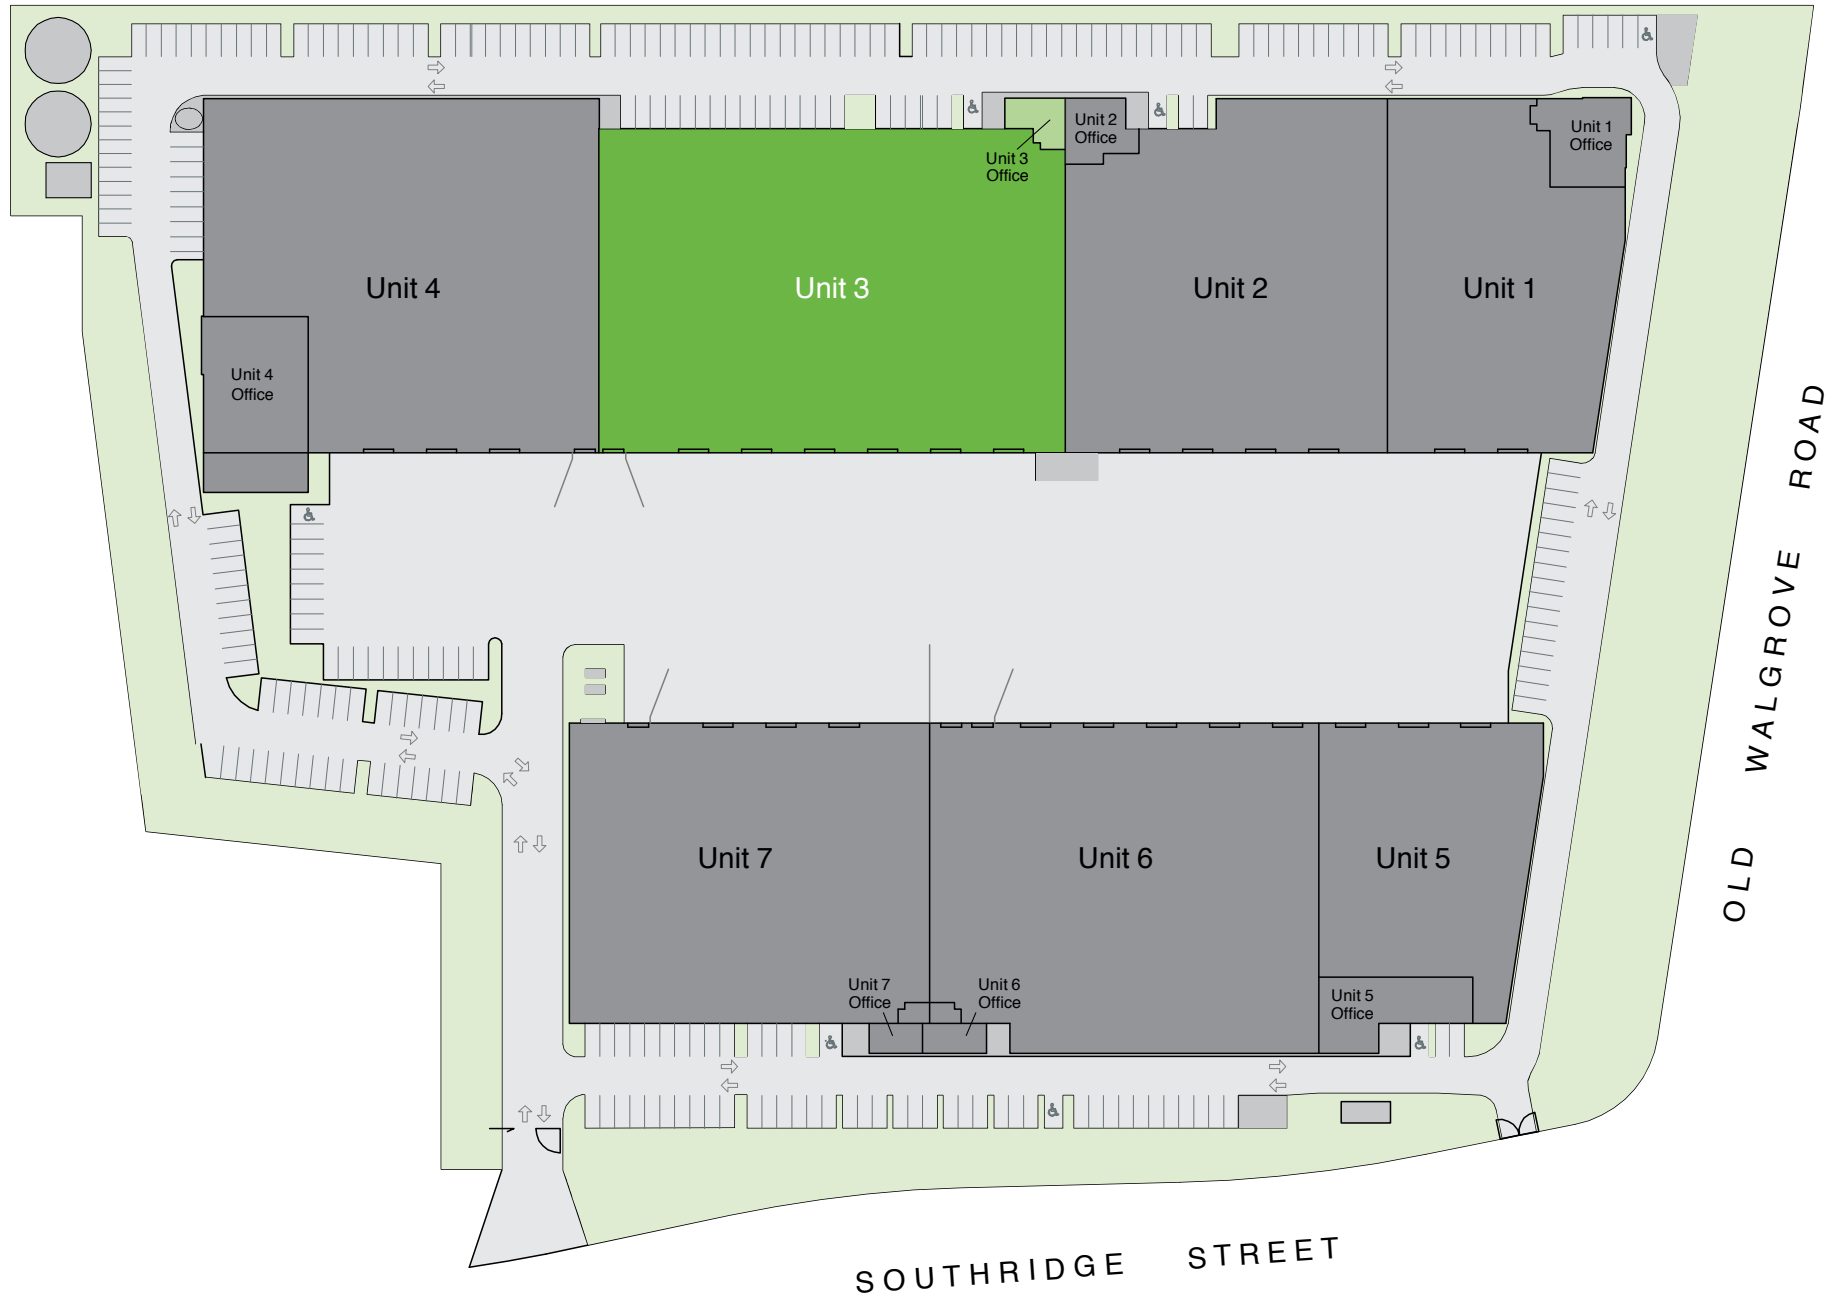 Unit 2
Office
Unit 1
Office
Unit 3
Office
Unit 4
Unit 3
Unit 2
Unit 1
Unit 4
Office
OLD WALGROVE ROAD
Unit 7
Unit 6
Unit 5
Unit 7
Office
Unit 6
Office
Unit 5
Office
SOUTHRIDGE STREET